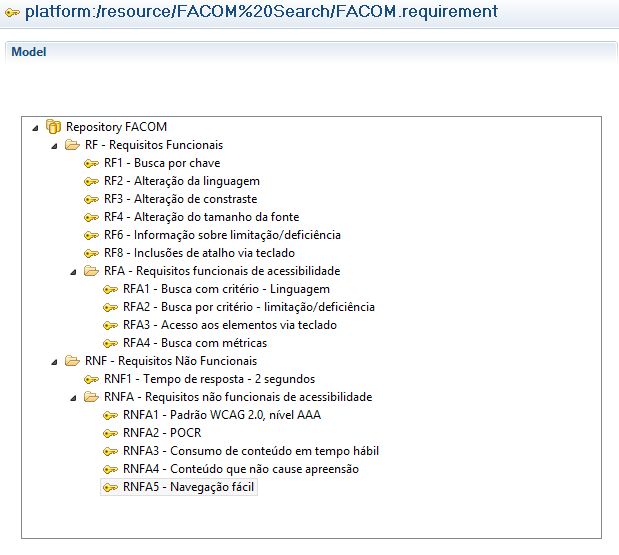 platform:/resource/FACOM%20Search/FACOM.requirement
Model
Repository FACOM
RF - Requisitos Funcionais
RF1 - Busca por chave
RF2 - Alteração da linguagem
RF3 - Alteração de constraste
RF4 - Alteração do tamanho da fonte
RF6 - Informação sobre limitação/deficiência
RF8 - Inclusões de atalho via teclado
RFA - Requisitos funcionais de acessibilidade
RFA1 - Busca com critério - Linguagem
RFA2 - Busca por critério - limitação/deficiência
RFA3 - Acesso aos elementos via teclado
RFA4 - Busca com métricas
RNF - Requisitos Não Funcionais
RNF1 - Tempo de resposta - 2 segundos
RNFA - Requisitos não funcionais de acessibilidade
RNFA1 - Padrão WCAG 2.0, nível AAA
RNFA2 - POCR
RNFA3 - Consumo de conteúdo em tempo hábil
RNFA4 - Conteúdo que não cause apreensão
RNFA5 - Navegação fácil